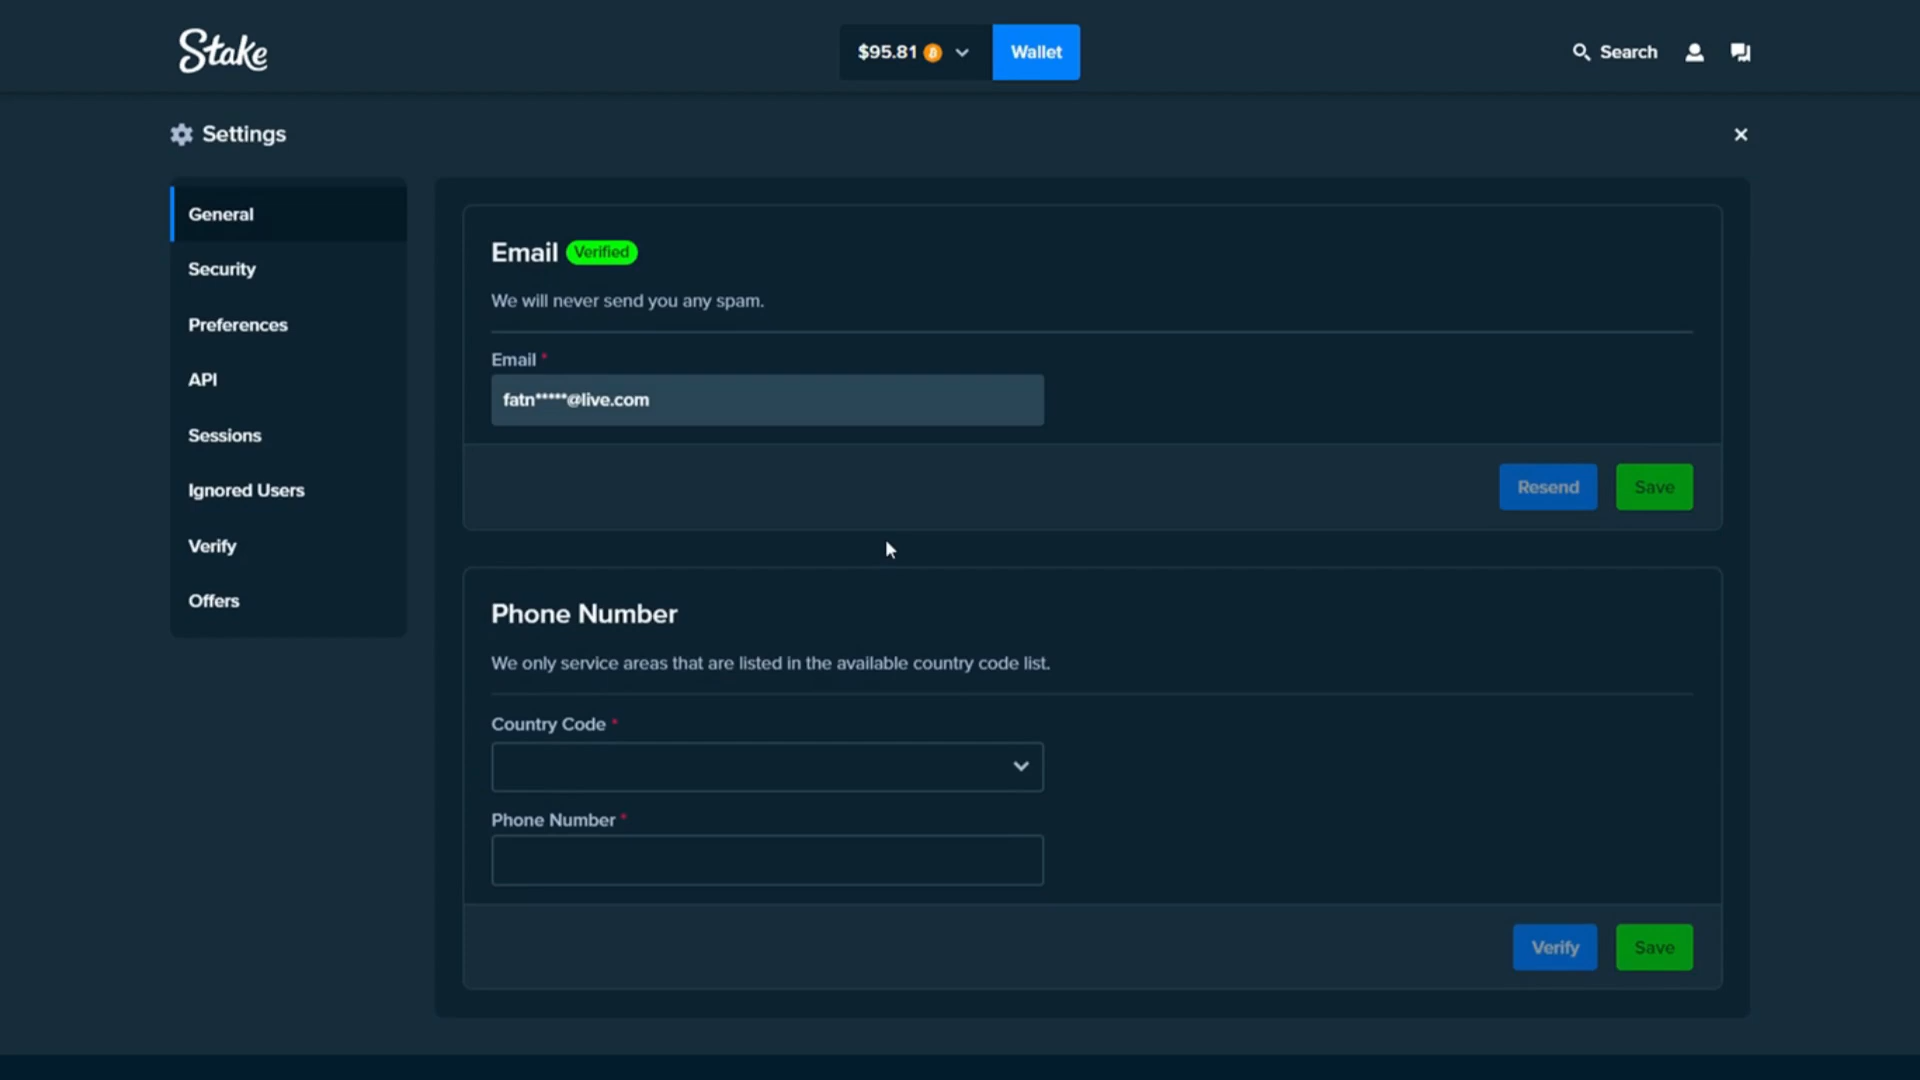 Stake
$95.81
Wallet
Search
Settings
General
Security
Preferences
API
Sessions
Ignored Users
Verify
Offers
Email Verified
We will never send you any spam.
Email *
fatn*****@live.com
Resend
Save
Phone Number
We only service areas that are listed in the available country code list.
Country Code *
Phone Number *
Verify
Save